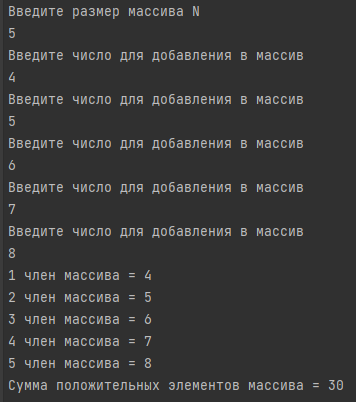 Введите размер массива N
5
Введите число для добавления в массив
4
Введите число для добавления в массив
5
Введите число для добавления в массив
6
Введите число для добавления в массив
7
Введите число для добавления в массив
8
1 член массива = 4
2 член массива = 5
3 член массива = 6
4 член массива = 7
5 член массива = 8
Сумма положительных элементов массива = 30